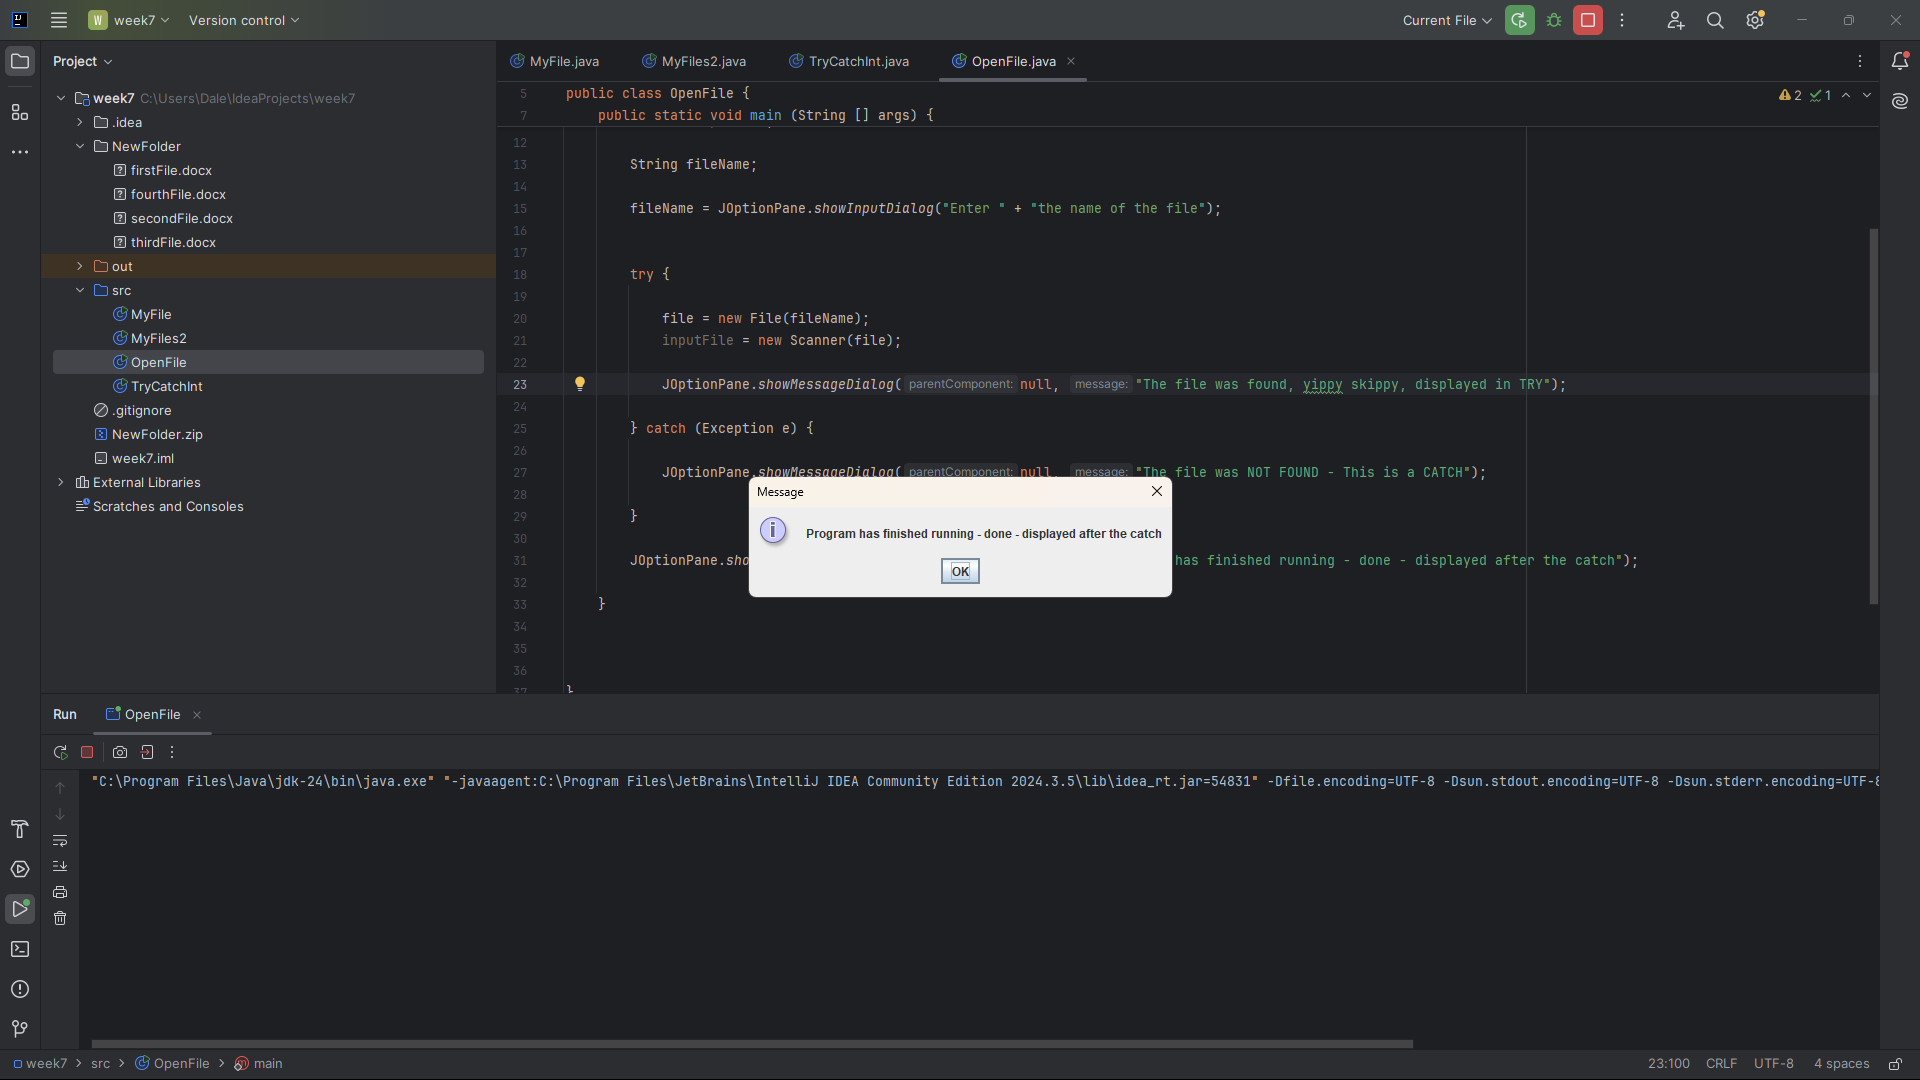 W week7 Version control Current File
Project
MyFile.java MyFiles2.java TryCatchInt.java OpenFile.java
week7 C:\Users\Dale\IdeaProjects\week7
.idea
NewFolder
firstFile.docx
fourthFile.docx
secondFile.docx
thirdFile.docx
out
src
MyFile
MyFiles2
OpenFile
TryCatchInt
.gitignore
NewFolder.zip
week7.iml
External Libraries
Scratches and Consoles
5 public class OpenFile {
2 1
7 public static void main (String [] args) {
12
13 String fileName;
14
15 fileName = JOptionPane.showInputDialog("Enter " + "the name of the file");
16
17
18 try {
19
20 file = new File(fileName);
21 inputFile = new Scanner(file);
22
23 JOptionPane.showMessageDialog( parentComponent: null, message: "The file was found, yippy skippy, displayed in TRY");
24
25 } catch (Exception e) {
26
27 JOptionPane.showMessageDialog( parentComponent: null, message: "The file was NOT FOUND - This is a CATCH");
28
29 }
30
31 JOptionPane.sho has finished running - done - displayed after the catch");
32
33 }
34
35
36
37 }
Message
i Program has finished running - done - displayed after the catch
OK
Run OpenFile
"C:\Program Files\Java\jdk-24\bin\java.exe" "-javaagent:C:\Program Files\JetBrains\IntelliJ IDEA Community Edition 2024.3.5\lib\idea_rt.jar=54831" -Dfile.encoding=UTF-8 -Dsun.stdout.encoding=UTF-8 -Dsun.stderr.encoding=UTF-8
week7 > src > OpenFile > main 23:100 CRLF UTF-8 4 spaces